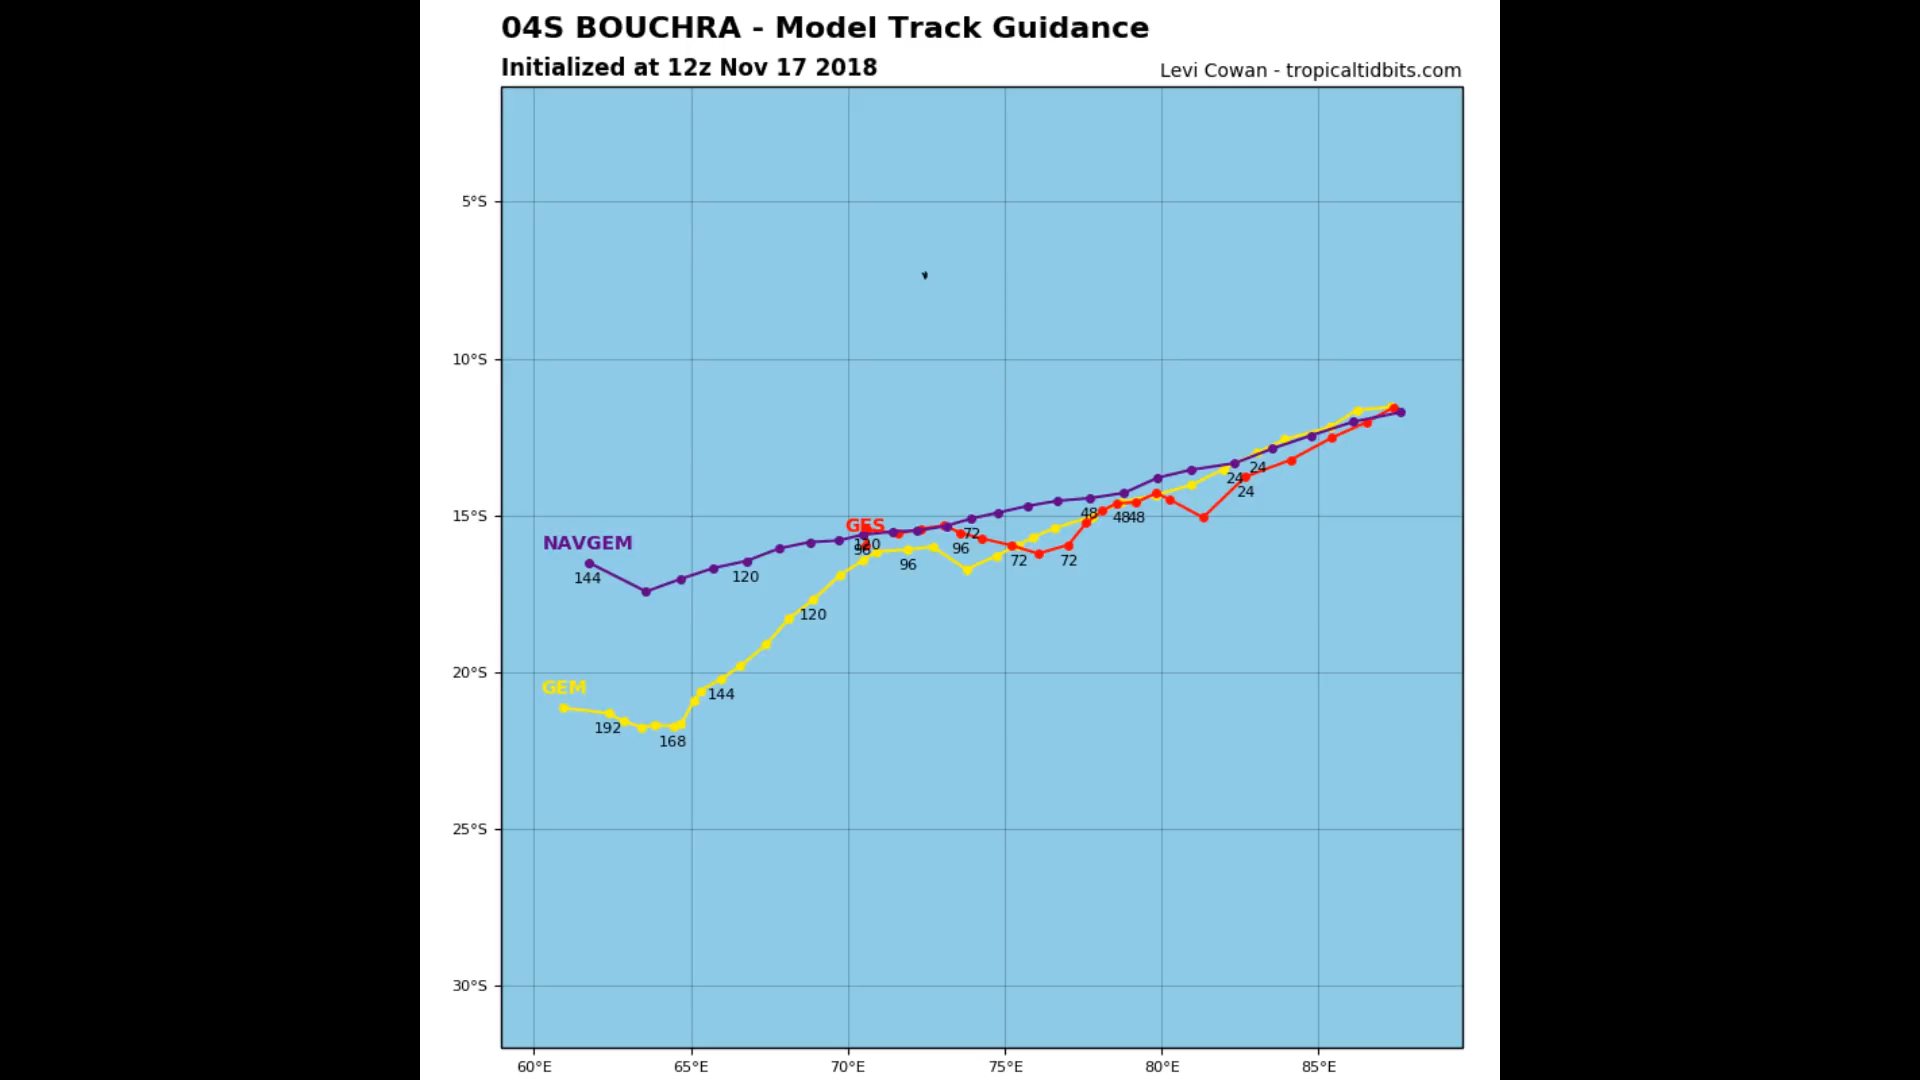 04S BOUCHRA - Model Track Guidance
Initialized at 12z Nov 17 2018
Levi Cowan - tropicaltidbits.com
5°S
10°S
24
24
24
15°S
48
48
48
GFS
72
NAVGEM
120
96
96
72
72
96
144
120
120
20°S
GEM
144
192
168
25°S
30°S
60°E 65°E 70°E 75°E 80°E 85°E